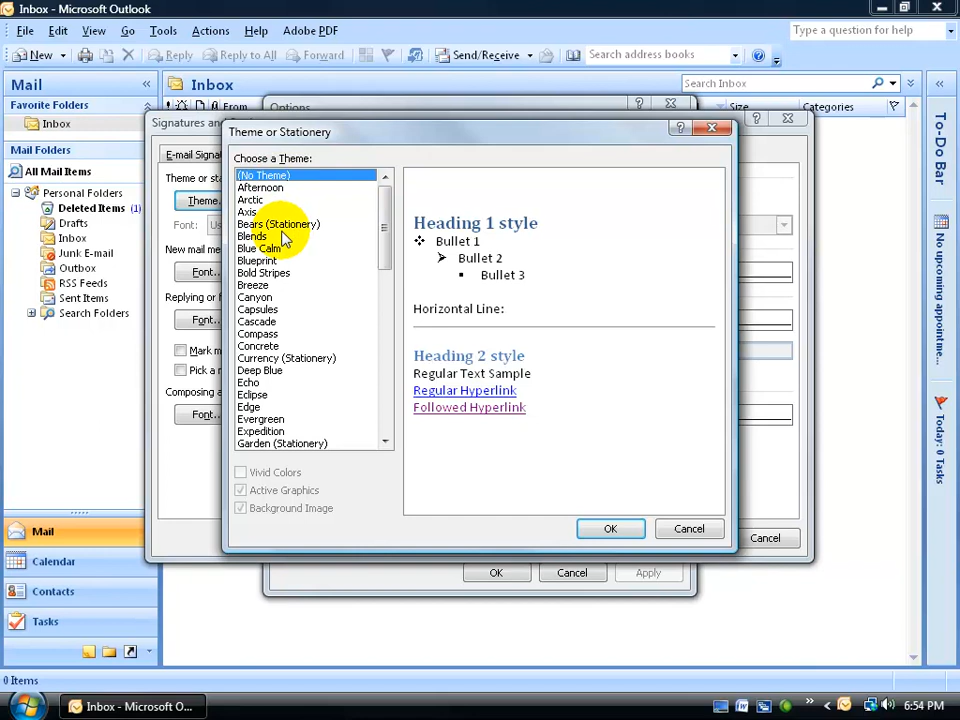 Inbox - Microsoft Outlook
File Edit View Go Tools Actions Help Adobe PDF
Type a question for help
New Reply Reply to All Forward Send/Receive Search address books
Mail «
Inbox
Search Inbox
Favorite Folders
Inbox
From
Size Categories
Mail Folders
All Mail Items
Personal Folders
Deleted Items (1)
Drafts
Inbox
Junk E-mail
Outbox
RSS Feeds
Sent Items
Search Folders
Mail
Calendar
Contacts
Tasks
Options
Signatures and
E-mail Signa
Theme or sta
Theme..
Font: Us
New mail me
Font..
Replying or f
Font..
Mark m
Pick a
Composing a
Font..
Cancel
OK Cancel Apply
Theme or Stationery
Choose a Theme:
(No Theme)
Afternoon
Arctic
Axis
Bears (Stationery)
Blends
Blue Calm
Blueprint
Bold Stripes
Breeze
Canyon
Capsules
Cascade
Compass
Concrete
Currency (Stationery)
Deep Blue
Echo
Eclipse
Edge
Evergreen
Expedition
Garden (Stationery)
Vivid Colors
Active Graphics
Background Image
Heading 1 style
Bullet 1
Bullet 2
Bullet 3
Horizontal Line:
Heading 2 style
Regular Text Sample
Regular Hyperlink
Followed Hyperlink
OK Cancel
«
To-Do Bar
No upcoming appointme...
Today: 0 Tasks
0 Items
Inbox - Microsoft O...
6:54 PM